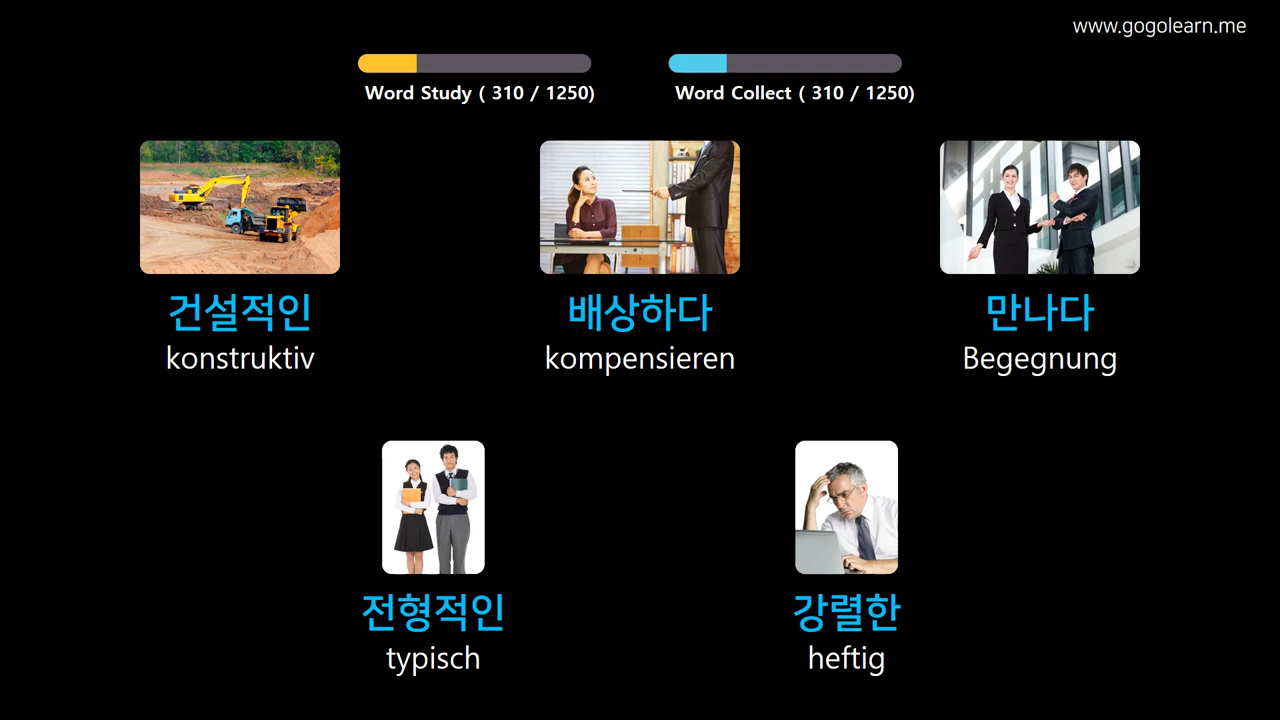 www.gogolearn.me
Word Study ( 310 / 1250)
Word Collect ( 310 / 1250)
건설적인
konstruktiv
배상하다
kompensieren
만나다
Begegnung
전형적인
typisch
강렬한
heftig